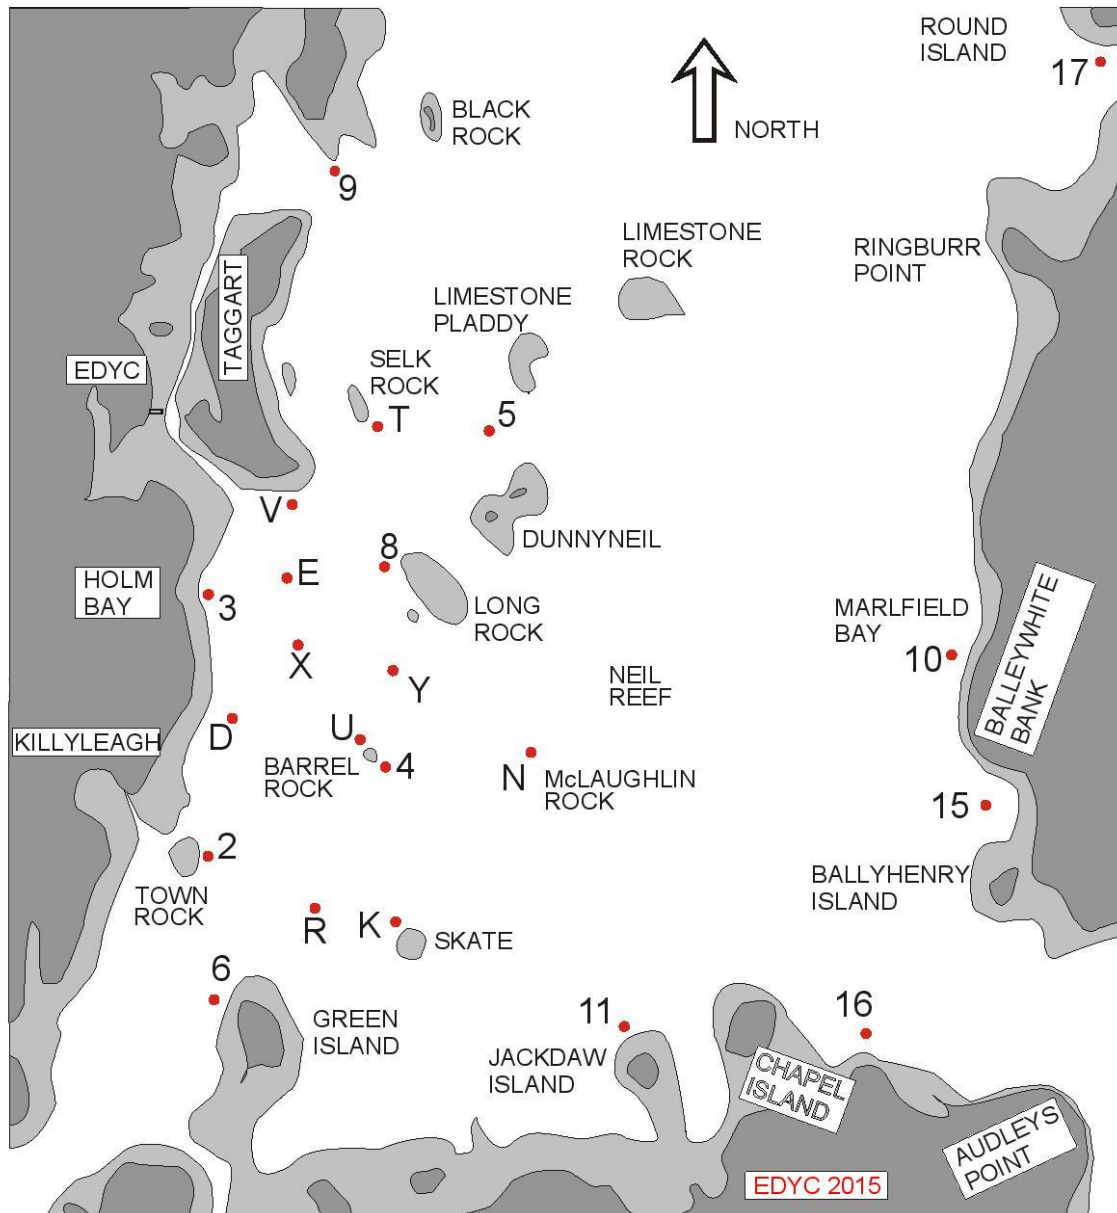 ROUND
ISLAND
17
BLACK
ROCK
NORTH
9
LIMESTONE
ROCK
RINGBURR
POINT
TAGGART
LIMESTONE
PLADDY
EDYC
SELK
ROCK
T
5
V
DUNNYNEIL
8
E
HOLM
BAY
3
LONG
ROCK
MARLFIELD
BAY
10
BALLEYWHITE
BANK
X
Y
NEIL
REEF
D
KILLYLEAGH
U
BARREL
ROCK
4
N
McLAUGHLIN
ROCK
15
2
TOWN
ROCK
BALLYHENRY
ISLAND
R
K
SKATE
6
GREEN
ISLAND
11
16
JACKDAW
ISLAND
CHAPEL
ISLAND
AUDLEYS
POINT
EDYC 2015